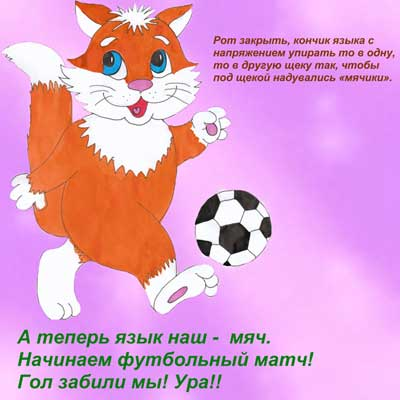 Рот закрыть, кончик языка с
напряжением упирать то в одну,
то в другую щеку так, чтобы
под щекой надувались «мячики».
А теперь язык наш - мяч.
Начинаем футбольный матч!
Гол забили мы! Ура!!